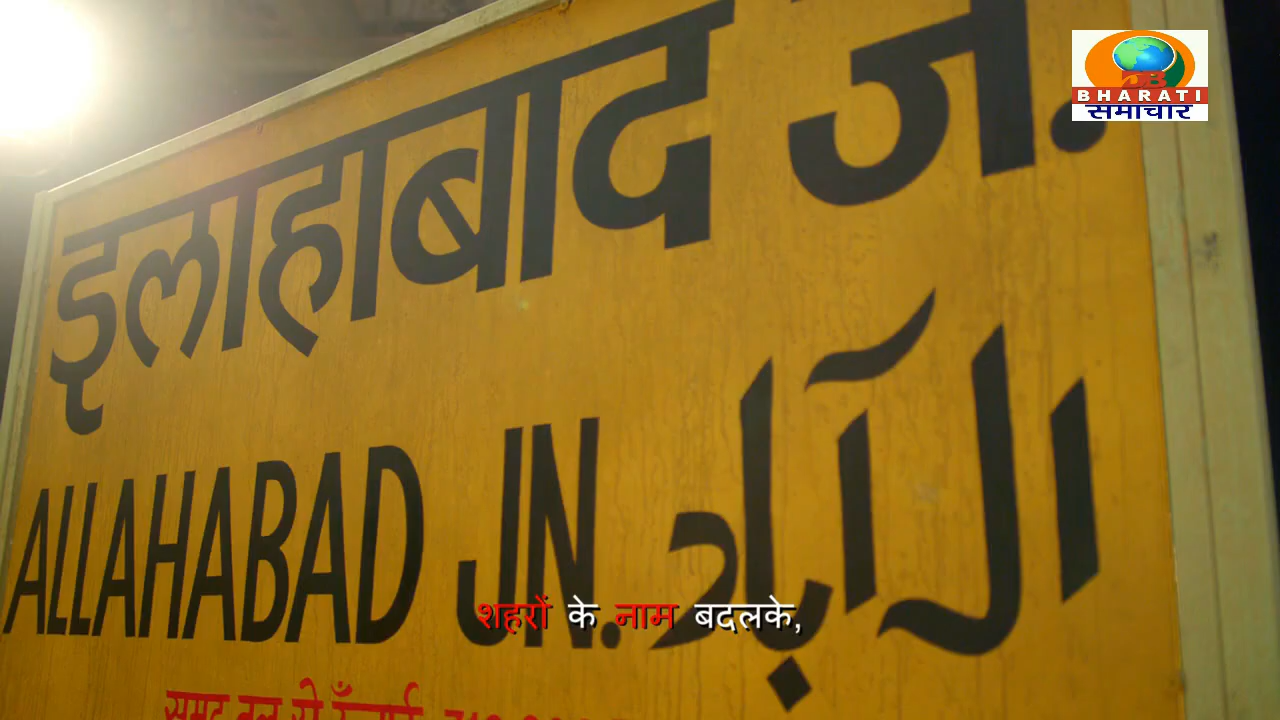 इलाहाबाद ज.
BHARATI
समाचार
ALLAHABAD JN. الہ آباد
शहरों के नाम बदलके,